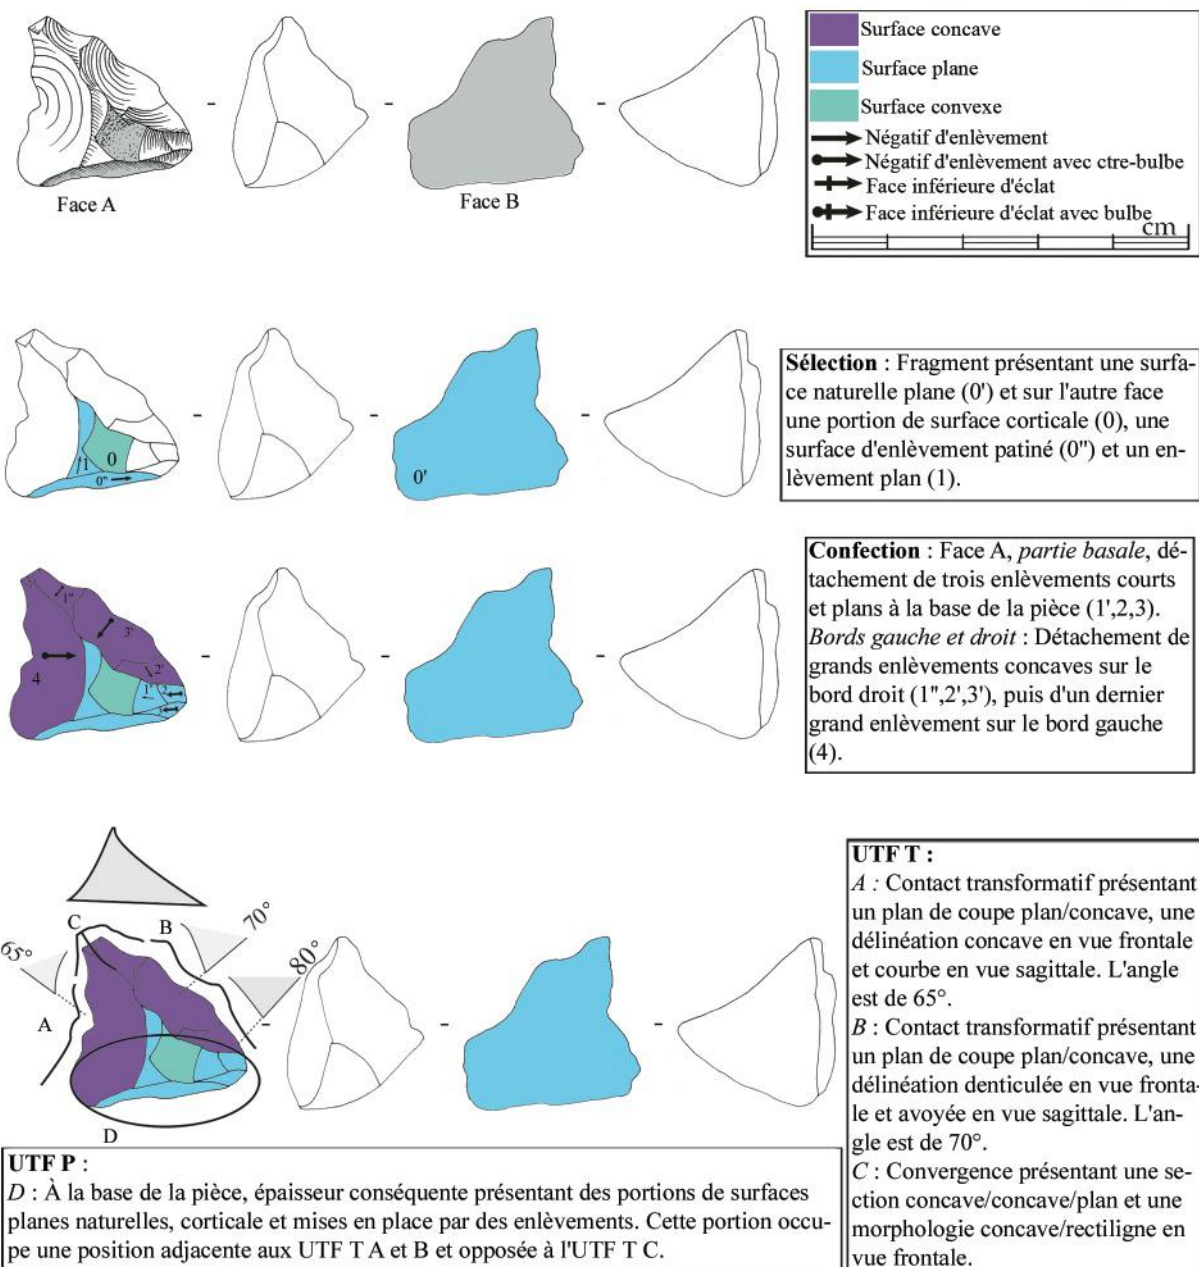 Surface concave
Surface plane
Surface convexe
Négatif d'enlèvement
Négatif d'enlèvement avec ctre-bulbe
Face inférieure d'éclat
Face inférieure d'éclat avec bulbe
cm
Face A
Face B
Sélection : Fragment présentant une surfa-
ce naturelle plane (0') et sur l'autre face
une portion de surface corticale (0), une
surface d'enlèvement patiné (0") et un en-
lèvement plan (1).
1
0
0"
0'
Confection : Face A, partie basale, dé-
tachement de trois enlèvements courts
et plans à la base de la pièce (1',2,3).
Bords gauche et droit : Détachement de
grands enlèvements concaves sur le
bord droit (1",2',3'), puis d'un dernier
grand enlèvement sur le bord gauche
(4).
1"
3'
4
2'
1'
2
C
B
70°
65°
80°
A
D
UTF T :
A : Contact transformatif présentant
un plan de coupe plan/concave, une
délinéation concave en vue frontale
et courbe en vue sagittale. L'angle
est de 65°.
B : Contact transformatif présentant
un plan de coupe plan/concave, une
délinéation denticulée en vue fronta-
le et avoyée en vue sagittale. L'an-
gle est de 70°.
C : Convergence présentant une se-
ction concave/concave/plan et une
morphologie concave/rectiligne en
vue frontale.
UTF P :
D : À la base de la pièce, épaisseur conséquente présentant des portions de surfaces
planes naturelles, corticale et mises en place par des enlèvements. Cette portion occu-
pe une position adjacente aux UTF T A et B et opposée à l'UTF T C.